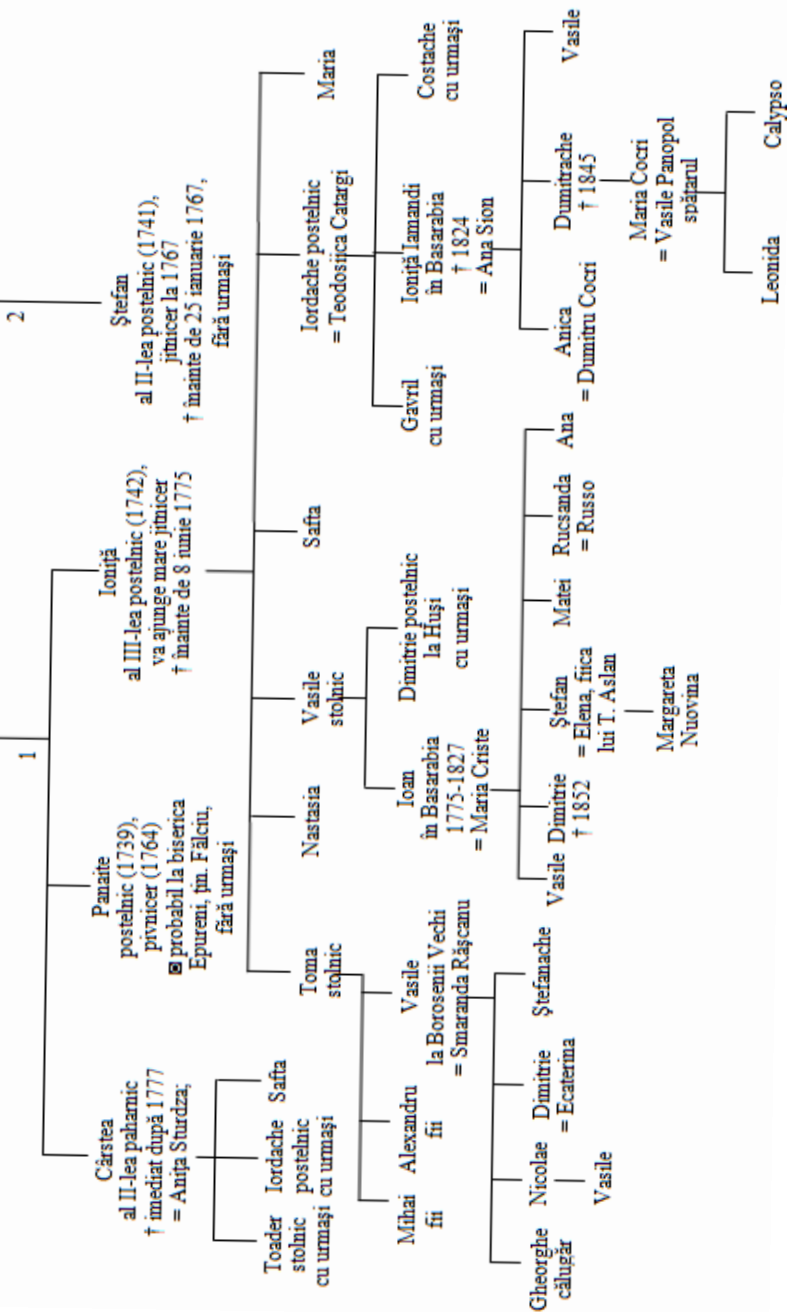 1
2
Cârstea
al II-lea paharnic
† imediat după 1777
= Anița Sturdza;
Panaite
postelnic (1739),
pivnicer (1764)
◙ probabil la biserica
Epureni, țin. Fălciu,
fără urmași
Ioniță
al III-lea postelnic (1742),
va ajunge mare jitnicer
† înainte de 8 iunie 1775
Ștefan
al II-lea postelnic (1741),
jitnicer la 1767
† înainte de 25 ianuarie 1767,
fără urmași
Toader
stolnic
cu urmași
Iordache
postelnic
cu urmași
Safta
Toma
stolnic
Nastasia
Vasile
stolnic
Safta
Iordache postelnic
= Teodosiica Catargi
Maria
Mihai
fii
Alexandru
fii
Vasile
la Borosenii Vechi
= Smaranda Râșcanu
Ioan
în Basarabia
1775-1827
= Maria Criste
Dimitrie postelnic
la Huși
cu urmași
Gavril
cu urmași
Ioniță Iamandi
în Basarabia
† 1824
= Ana Sion
Costache
cu urmași
Gheorghe
călugăr
Nicolae
Dimitrie
= Ecaterina
Ștefanache
Vasile
Dimitrie
† 1852
Ștefan
= Elena, fiica
lui T. Aslan
Matei
Rucsanda
= Russo
Ana
Anica
= Dumitru Cocri
Dumitrache
† 1845
Vasile
Vasile
Margareta
Nuovina
Maria Cocri
= Vasile Panopol
spătarul
Leonida
Calypso